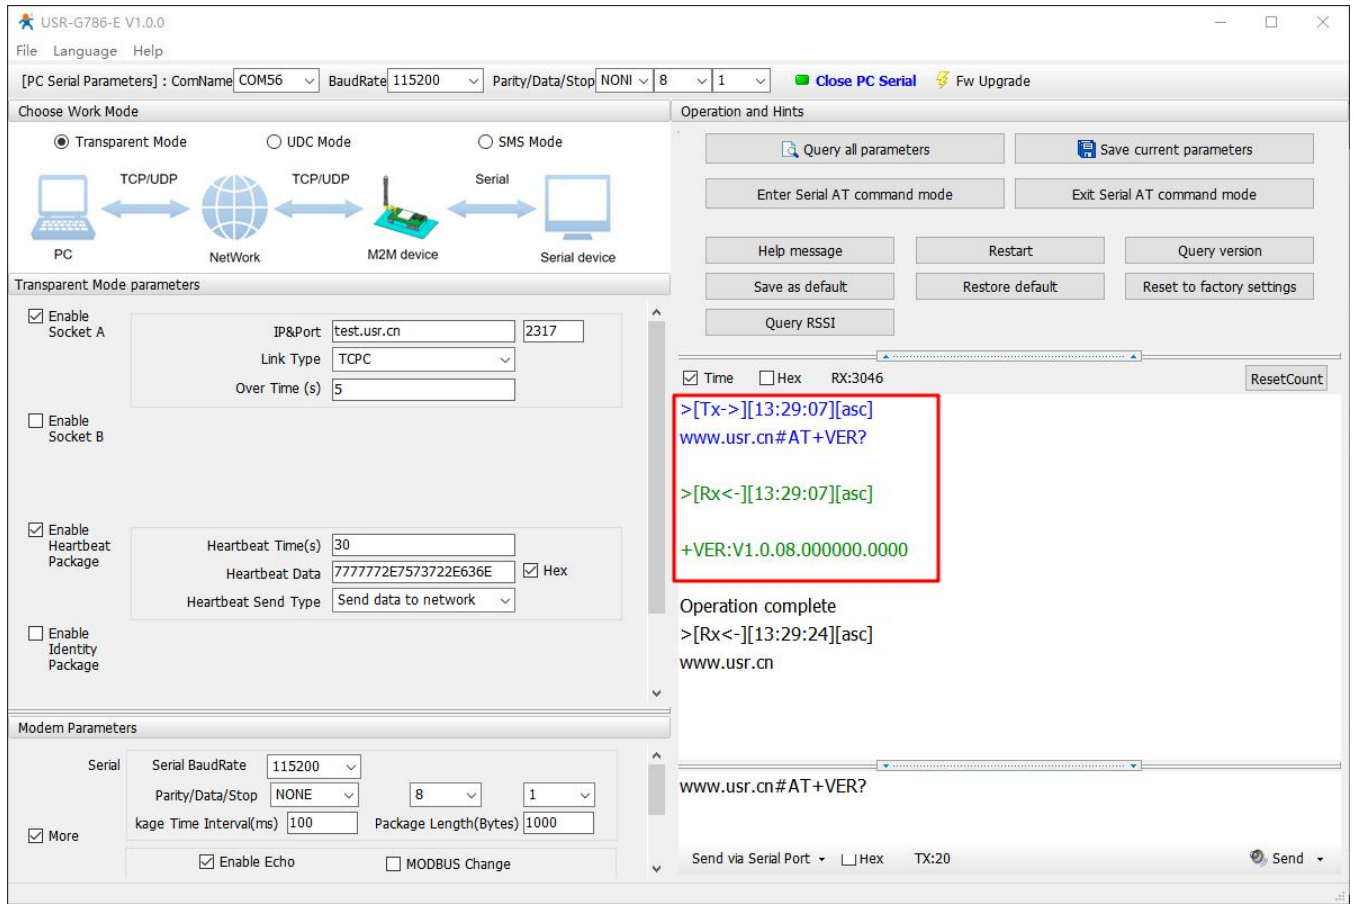 USR-G786-E V1.0.0
File Language Help
[PC Serial Parameters] : ComName COM56 BaudRate 115200 Parity/Data/Stop NONI 8 1 Close PC Serial Fw Upgrade
Choose Work Mode
Transparent Mode UDC Mode SMS Mode
TCP/UDP TCP/UDP Serial
PC NetWork M2M device Serial device
Transparent Mode parameters
Enable
Socket A
IP&Port test.usr.cn 2317
Link Type TCPC
Over Time (s) 5
Enable
Socket B
Enable
Heartbeat
Package
Heartbeat Time(s) 30
Heartbeat Data 7777772E7573722E636E Hex
Heartbeat Send Type Send data to network
Enable
Identity
Package
Modem Parameters
Serial Serial BaudRate 115200
Parity/Data/Stop NONE 8 1
kage Time Interval(ms) 100 Package Length(Bytes) 1000
More
Enable Echo MODBUS Change
Operation and Hints
Query all parameters Save current parameters
Enter Serial AT command mode Exit Serial AT command mode
Help message Restart Query version
Save as default Restore default Reset to factory settings
Query RSSI
Time Hex RX:3046 ResetCount
>[Tx->][13:29:07][asc]
www.usr.cn#AT+VER?
>[Rx<-][13:29:07][asc]
+VER:V1.0.08.000000.0000
Operation complete
>[Rx<-][13:29:24][asc]
www.usr.cn
www.usr.cn#AT+VER?
Send via Serial Port Hex TX:20 Send